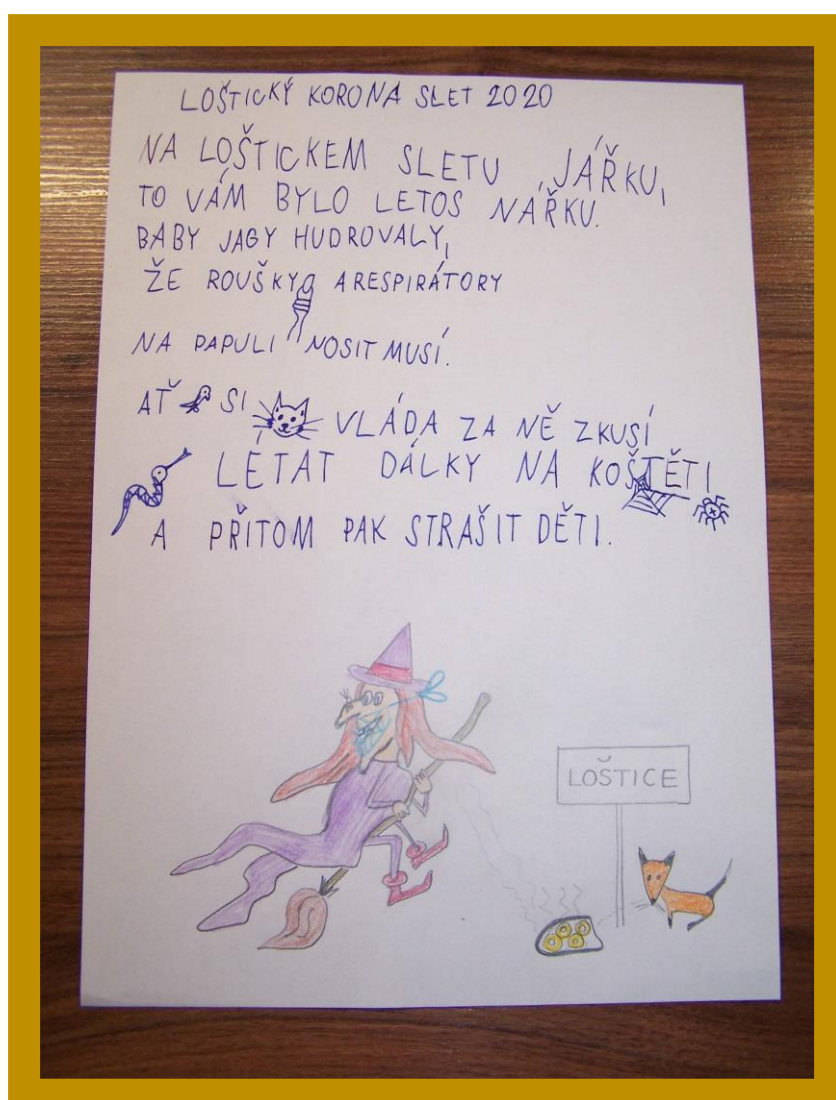 LOŠTICKÝ KORONA SLET 2020
NA LOŠTICKEM SLETU , JÁŘKU,
TO VÁM BYLO LETOS NÁŘKU.
BABY JAGY HUDROVALY,
ŽE ROUŠKY A RESPIRÁTORY
NA PAPULI NOSIT MUSÍ.
AŤ SI VLÁDA ZA NĚ ZKUSÍ
LÉTAT DÁLKY NA KOŠTĚTI
A PŘITOM PAK STRAŠIT DĚTI.
LOŠTICE